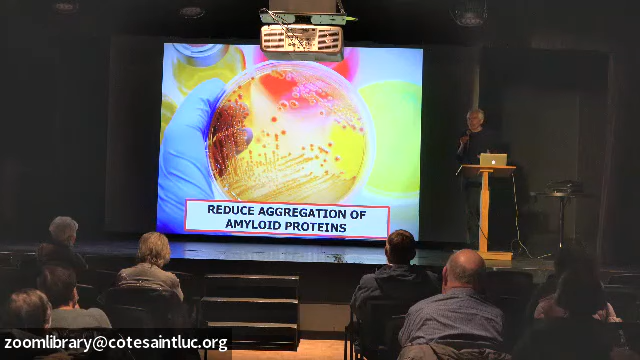 REDUCE AGGREGATION OF
AMYLOID PROTEINS
zoomlibrary@cotesaintluc.org